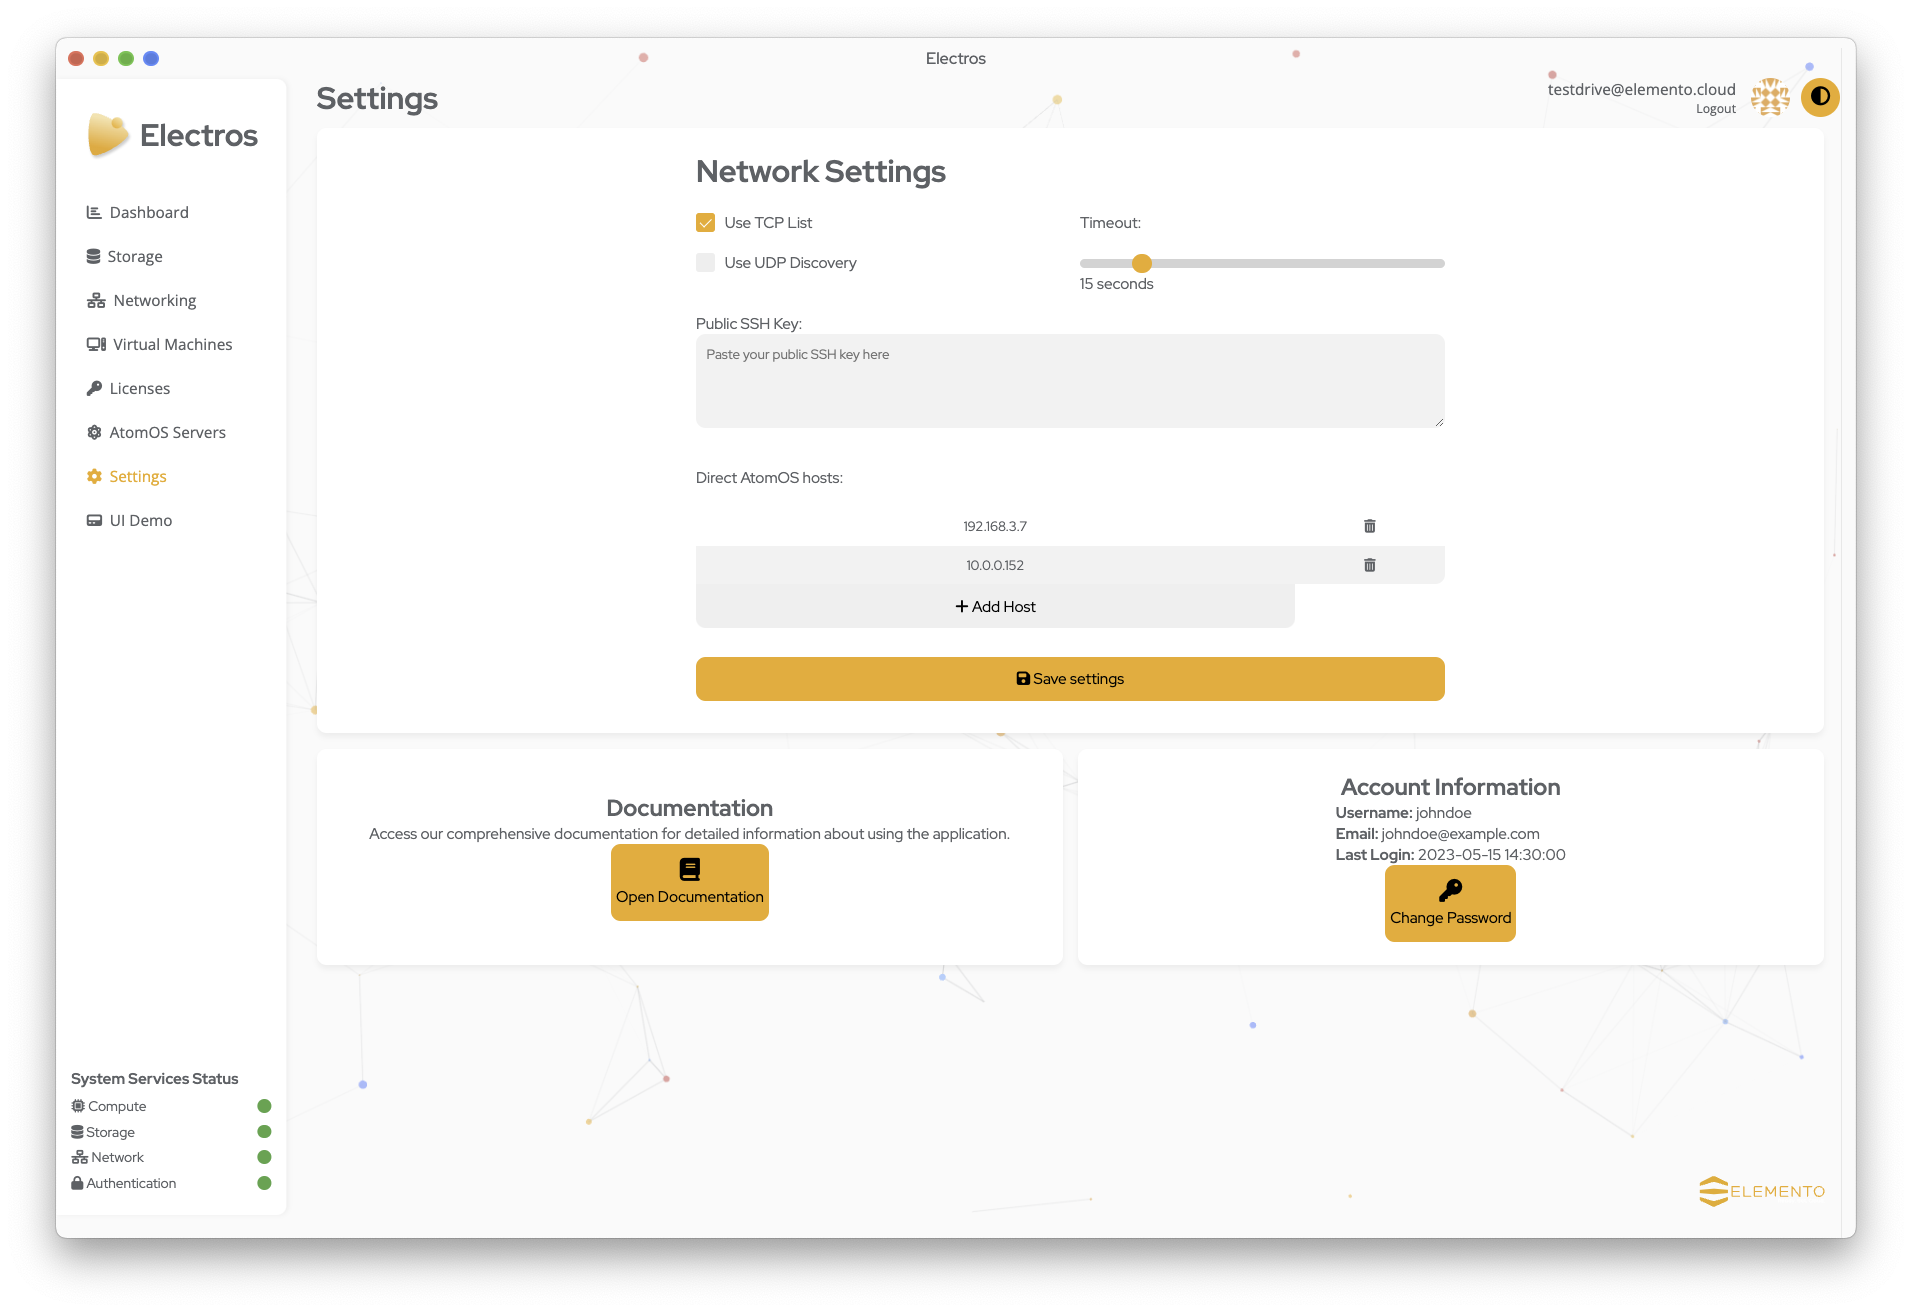 Electros
Settings
testdrive@elemento.cloud
Logout
Electros
Dashboard
Storage
Networking
Virtual Machines
Licenses
AtomOS Servers
Settings
UI Demo
Network Settings
Use TCP List
Timeout:
Use UDP Discovery
15 seconds
Public SSH Key:
Paste your public SSH key here
Direct AtomOS hosts:
192.168.3.7
10.0.0.152
Add Host
Save settings
Documentation
Access our comprehensive documentation for detailed information about using the application.
Open Documentation
Account Information
Username: johndoe
Email: johndoe@example.com
Last Login: 2023-05-15 14:30:00
Change Password
System Services Status
Compute
Storage
Network
Authentication
ELEMENTO